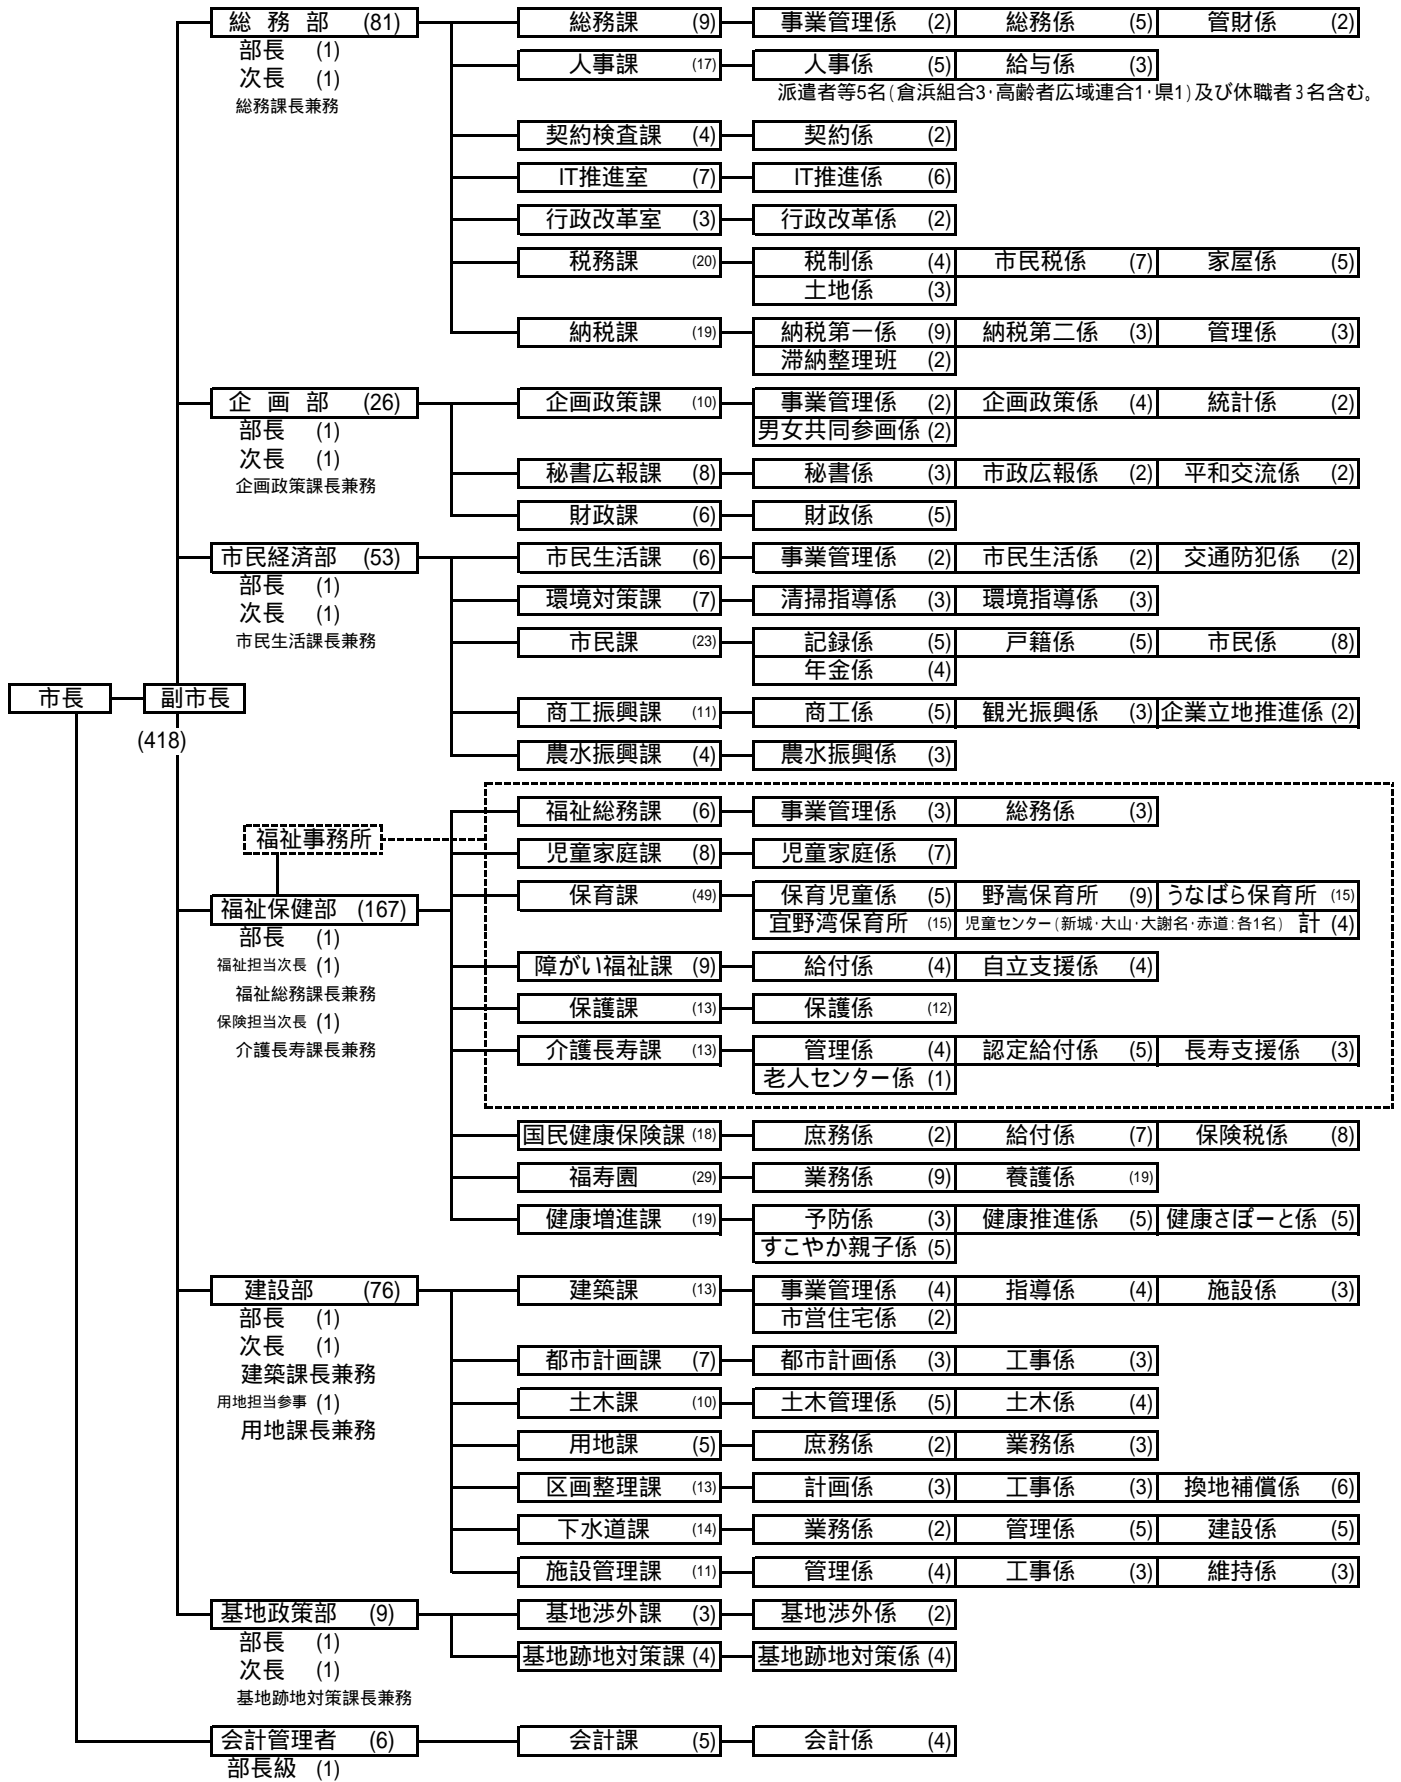 総務部 (81) 総務課 (9) 事業管理係 (2) 総務係 (5) 管財係 (2)
部長 (1)
人事課 (17) 人事係 (5) 給与係 (3)
次長 (1)
派遣者等5名(倉浜組合3・高齢者広域連合1・県1)及び休職者3名含む。
総務課長兼務
契約検査課 (4) 契約係 (2)
IT推進室 (7) IT推進係 (6)
行政改革室 (3) 行政改革係 (2)
税務課 (20) 税制係 (4) 市民税係 (7) 家屋係 (5)
土地係 (3)
納税課 (19) 納税第一係 (9) 納税第二係 (3) 管理係 (3)
滞納整理班 (2)
企画部 (26) 企画政策課 (10) 事業管理係 (2) 企画政策係 (4) 統計係 (2)
部長 (1) 男女共同参画係 (2)
次長 (1)
秘書広報課 (8) 秘書係 (3) 市政広報係 (2) 平和交流係 (2)
企画政策課長兼務
財政課 (6) 財政係 (5)
市民経済部 (53) 市民生活課 (6) 事業管理係 (2) 市民生活係 (2) 交通防犯係 (2)
部長 (1)
環境対策課 (7) 清掃指導係 (3) 環境指導係 (3)
次長 (1)
市民生活課長兼務 市民課 (23) 記録係 (5) 戸籍係 (5) 市民係 (8)
年金係 (4)
市長 副市長
商工振興課 (11) 商工係 (5) 観光振興係 (3) 企業立地推進係 (2)
(418)
農水振興課 (4) 農水振興係 (3)
福祉総務課 (6) 事業管理係 (3) 総務係 (3)
福祉事務所
児童家庭課 (8) 児童家庭係 (7)
保育課 (49) 保育児童係 (5) 野嵩保育所 (9) うなばら保育所 (15)
福祉保健部 (167)
宜野湾保育所 (15) 児童センター(新城・大山・大謝名・赤道:各1名) 計 (4)
部長 (1)
福祉担当次長 (1) 障がい福祉課 (9) 給付係 (4) 自立支援係 (4)
福祉総務課長兼務
保護課 (13) 保護係 (12)
保険担当次長 (1)
介護長寿課長兼務 介護長寿課 (13) 管理係 (4) 認定給付係 (5) 長寿支援係 (3)
老人センター係 (1)
国民健康保険課 (18) 庶務係 (2) 給付係 (7) 保険税係 (8)
福寿園 (29) 業務係 (9) 養護係 (19)
健康増進課 (19) 予防係 (3) 健康推進係 (5) 健康さぽーと係 (5)
すこやか親子係 (5)
建設部 (76) 建築課 (13) 事業管理係 (4) 指導係 (4) 施設係 (3)
部長 (1) 市営住宅係 (2)
次長 (1)
都市計画課 (7) 都市計画係 (3) 工事係 (3)
建築課長兼務
用地担当参事 (1) 土木課 (10) 土木管理係 (5) 土木係 (4)
用地課長兼務
用地課 (5) 庶務係 (2) 業務係 (3)
区画整理課 (13) 計画係 (3) 工事係 (3) 換地補償係 (6)
下水道課 (14) 業務係 (2) 管理係 (5) 建設係 (5)
施設管理課 (11) 管理係 (4) 工事係 (3) 維持係 (3)
基地政策部 (9) 基地渉外課 (3) 基地渉外係 (2)
部長 (1)
基地跡地対策課 (4) 基地跡地対策係 (4)
次長 (1)
基地跡地対策課長兼務
会計管理者 (6) 会計課 (5) 会計係 (4)
部長級 (1)